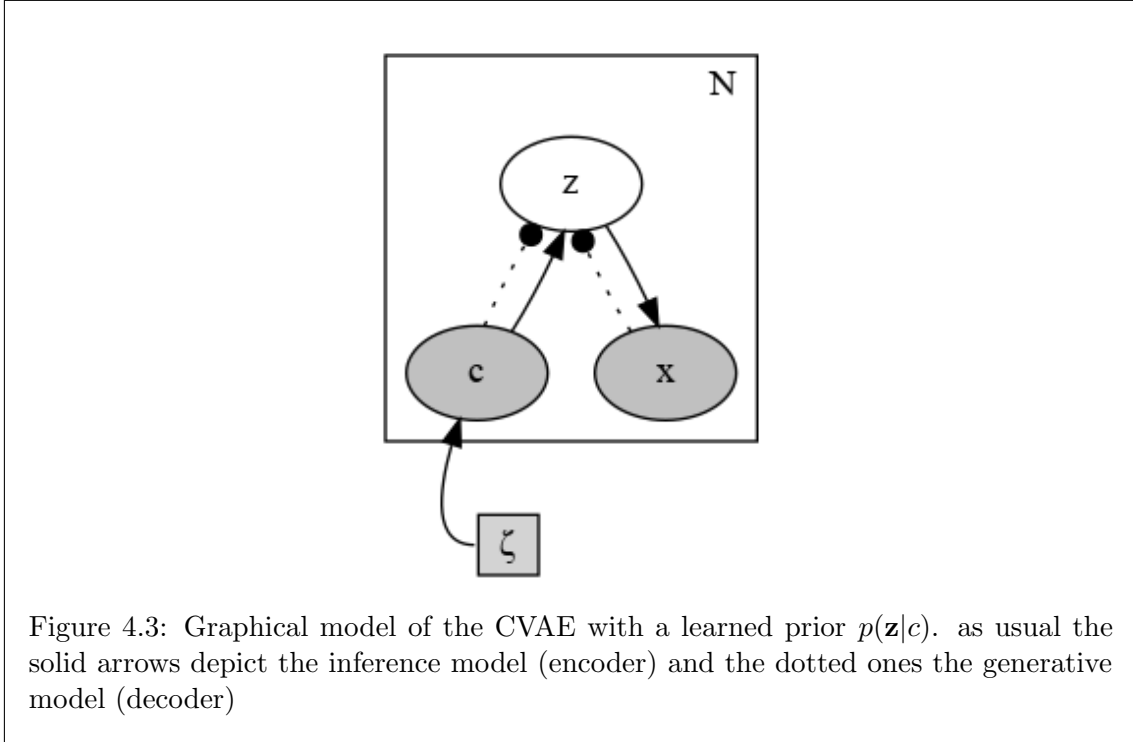 N
z
c
x
ζ
Figure 4.3: Graphical model of the CVAE with a learned prior p(z|c). as usual the
solid arrows depict the inference model (encoder) and the dotted ones the generative
model (decoder)